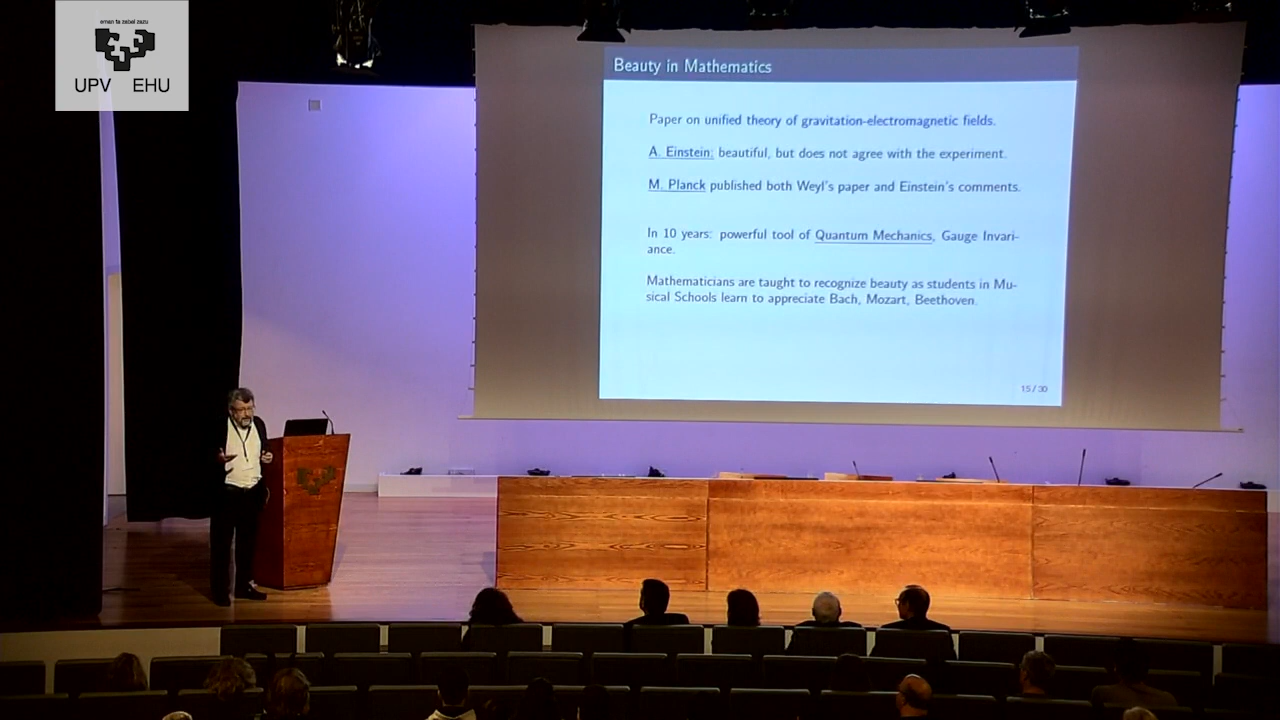 eman ta zabal zazu
UPV EHU
Beauty in Mathematics
Paper on unified theory of gravitation-electromagnetic fields.
A. Einstein: beautiful, but does not agree with the experiment.
M. Planck published both Weyl's paper and Einstein's comments.
In 10 years: powerful tool of Quantum Mechanics, Gauge Invari-
ance.
Mathematicians are taught to recognize beauty as students in Mu-
sical Schools learn to appreciate Bach, Mozart, Beethoven.
15 / 30